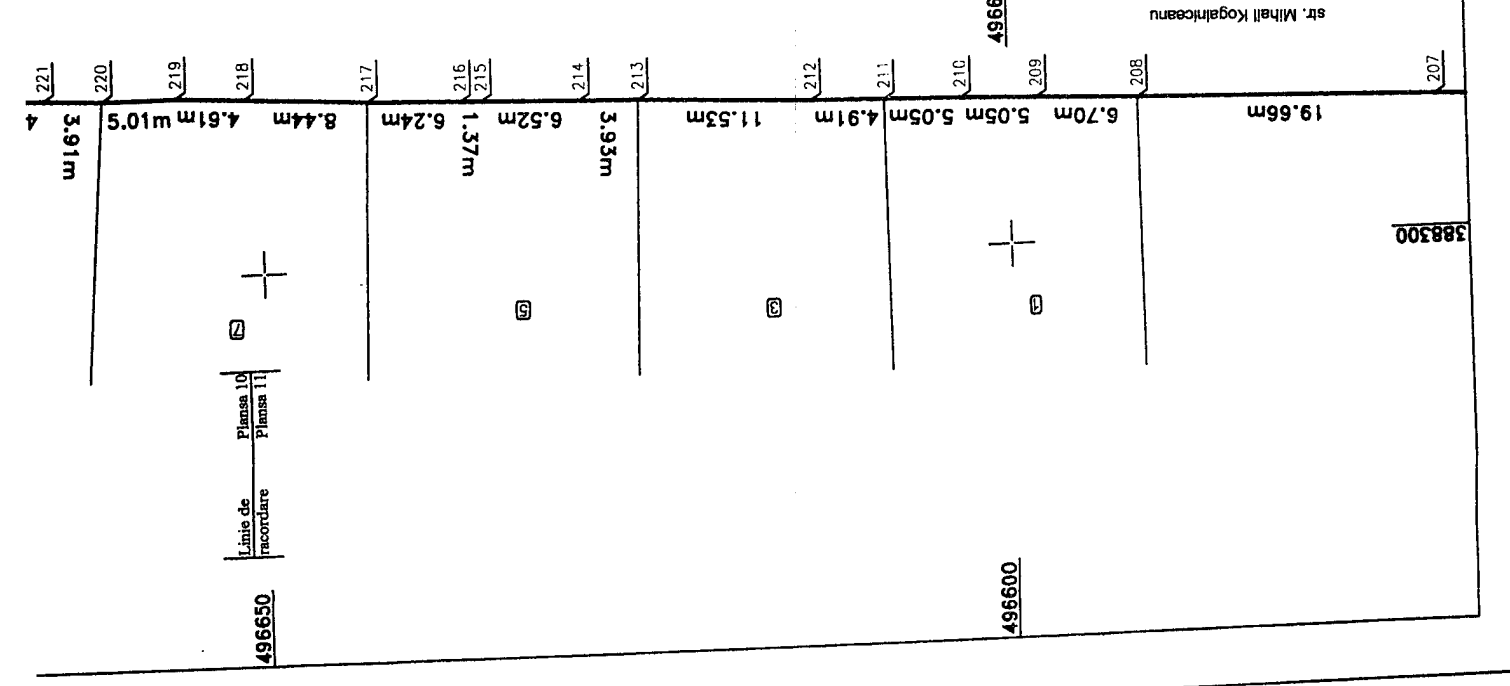 4966
str. Mihail Kogalniceanu
221
220
219
218
217
216
215
214
213
212
211
210
209
208
207
4
3.91m
5.01m
4.61m
8.44m
6.24m
1.37m
6.52m
3.93m
11.53m
4.91m
5.05m
5.05m
6.70m
19.66m
388300
7
5
3
1
Plansa 10
Plansa 11
Linie de
racordare
496650
496600